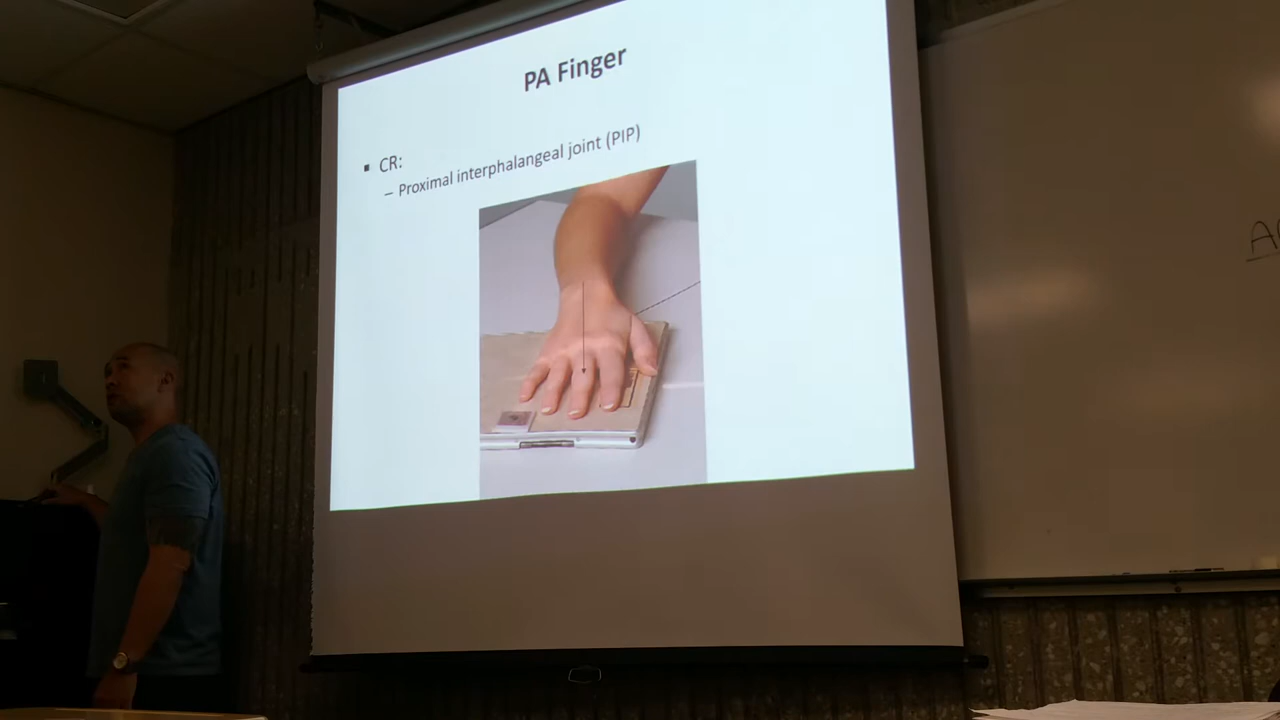 PA Finger
▪ CR:
– Proximal interphalangeal joint (PIP)